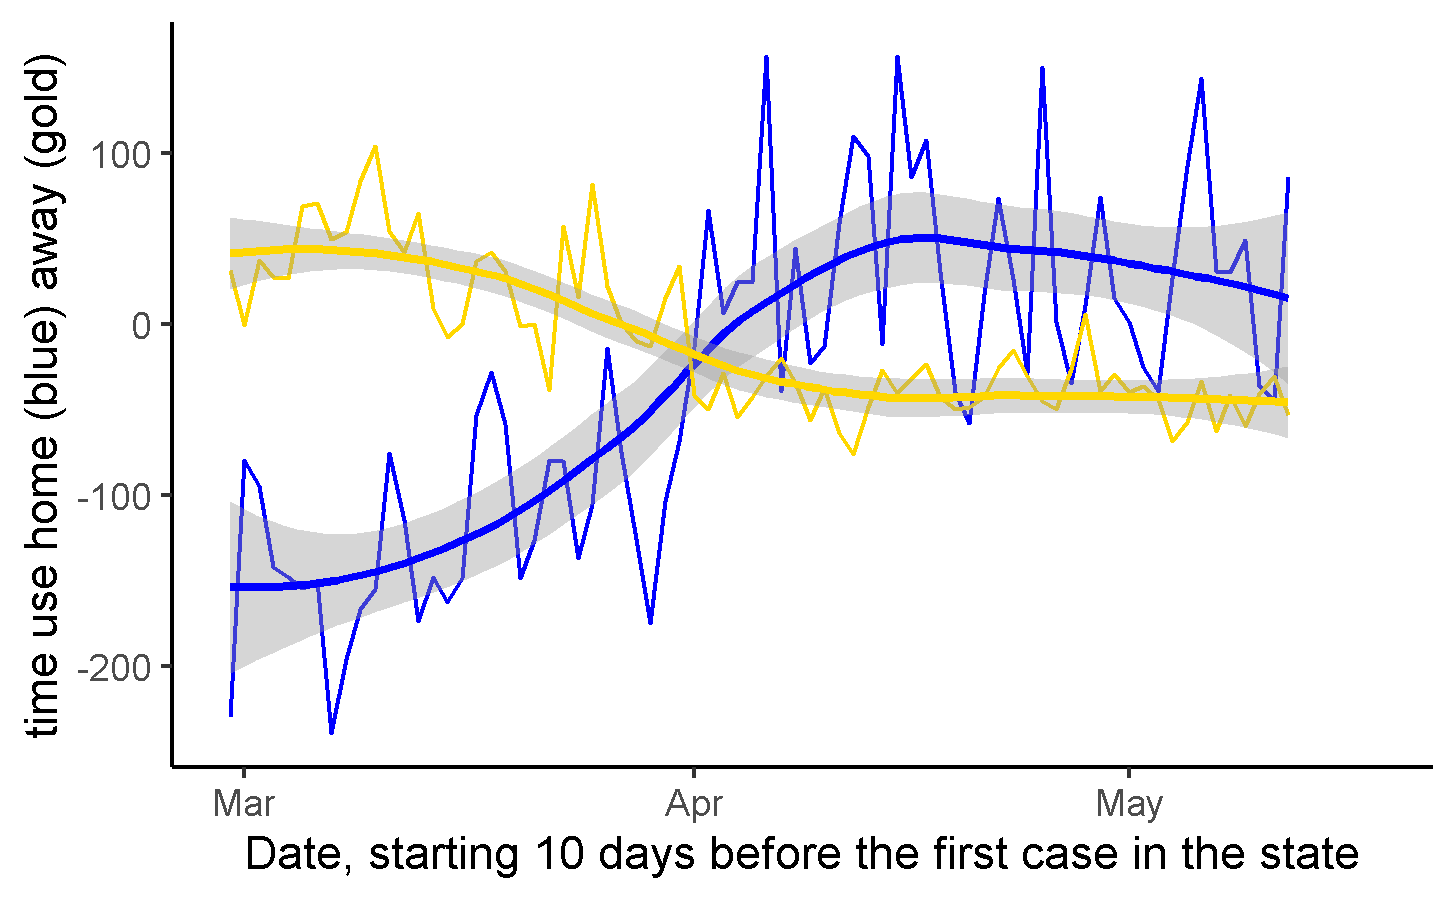 time use home (blue) away (gold)
100
0
-100
-200
Mar
Apr
May
Date, starting 10 days before the first case in the state